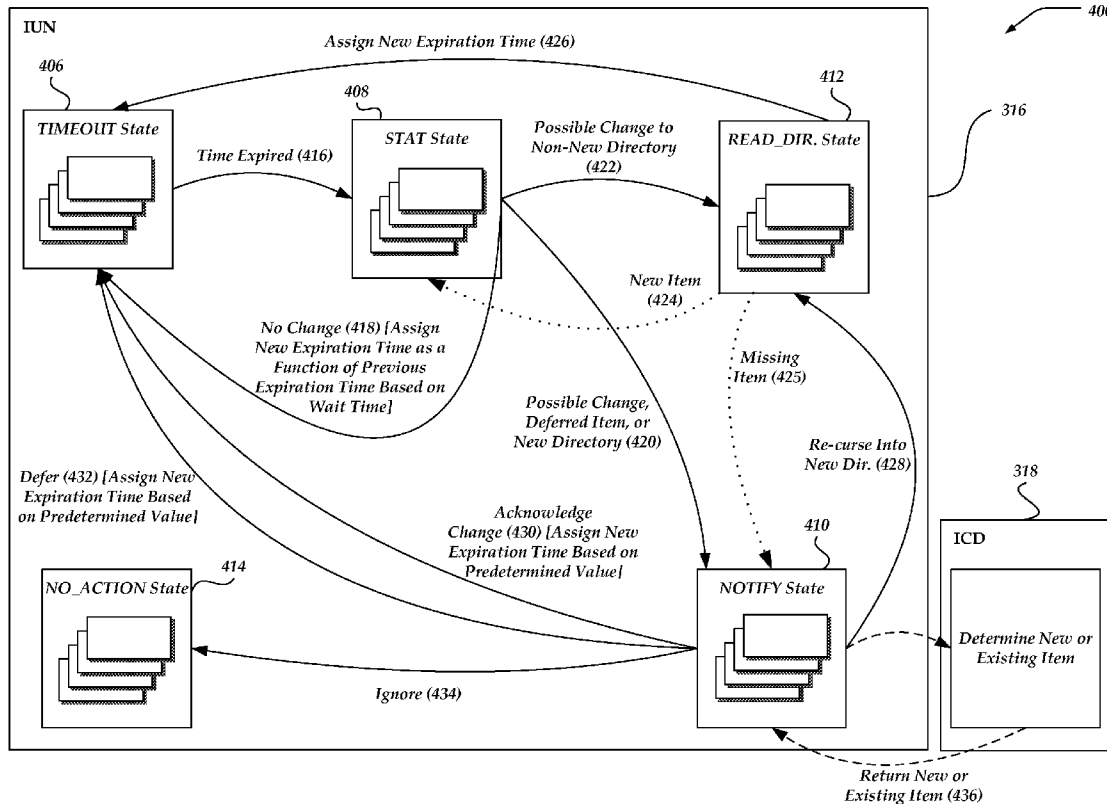 400
IUN
316
Assign New Expiration Time (426)
406
TIMEOUT State
408
STAT State
412
READ_DIR. State
Time Expired (416)
Possible Change to
Non-New Directory
(422)
New Item
(424)
No Change (418) [Assign
New Expiration Time as a
Function of Previous
Expiration Time Based on
Wait Time]
Missing
Item (425)
Possible Change,
Deferred Item, or
New Directory (420)
Re-curse Into
New Dir. (428)
Defer (432) [Assign New
Expiration Time Based
on Predetermined Value]
Acknowledge
Change (430) [Assign New
Expiration Time Based on
Predetermined Value]
318
ICD
410
NOTIFY State
414
NO_ACTION State
Determine New or
Existing Item
Ignore (434)
Return New or
Existing Item (436)